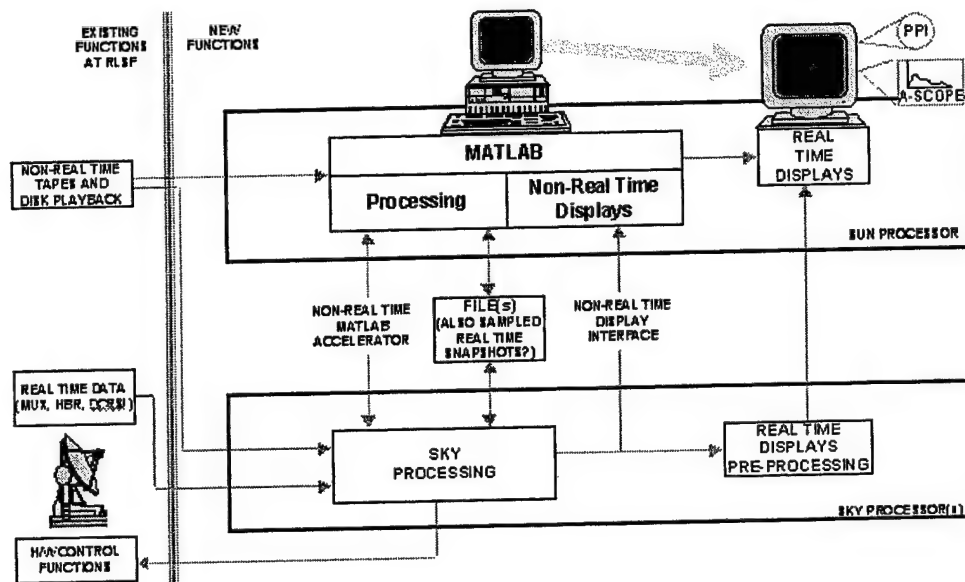 EXISTING
FUNCTIONS
AT RLSF
NEW
FUNCTIONS
PPI
A-SCOPE
MATLAB
Processing
Non-Real Time
Displays
REAL
TIME
DISPLAYS
NON-REAL TIME
TAPES AND
DISK PLAYBACK
SUN PROCESSOR
NON-REAL TIME
MATLAB
ACCELERATOR
FILE(s)
(ALSO SAMPLED
REAL TIME
SNAPSHOTS?)
NON-REAL TIME
DISPLAY
INTERFACE
REAL TIME DATA
(MUX, HBR, DCRSI)
SKY
PROCESSING
REAL TIME
DISPLAYS
PRE-PROCESSING
SKY PROCESSOR(s)
H/W CONTROL
FUNCTIONS